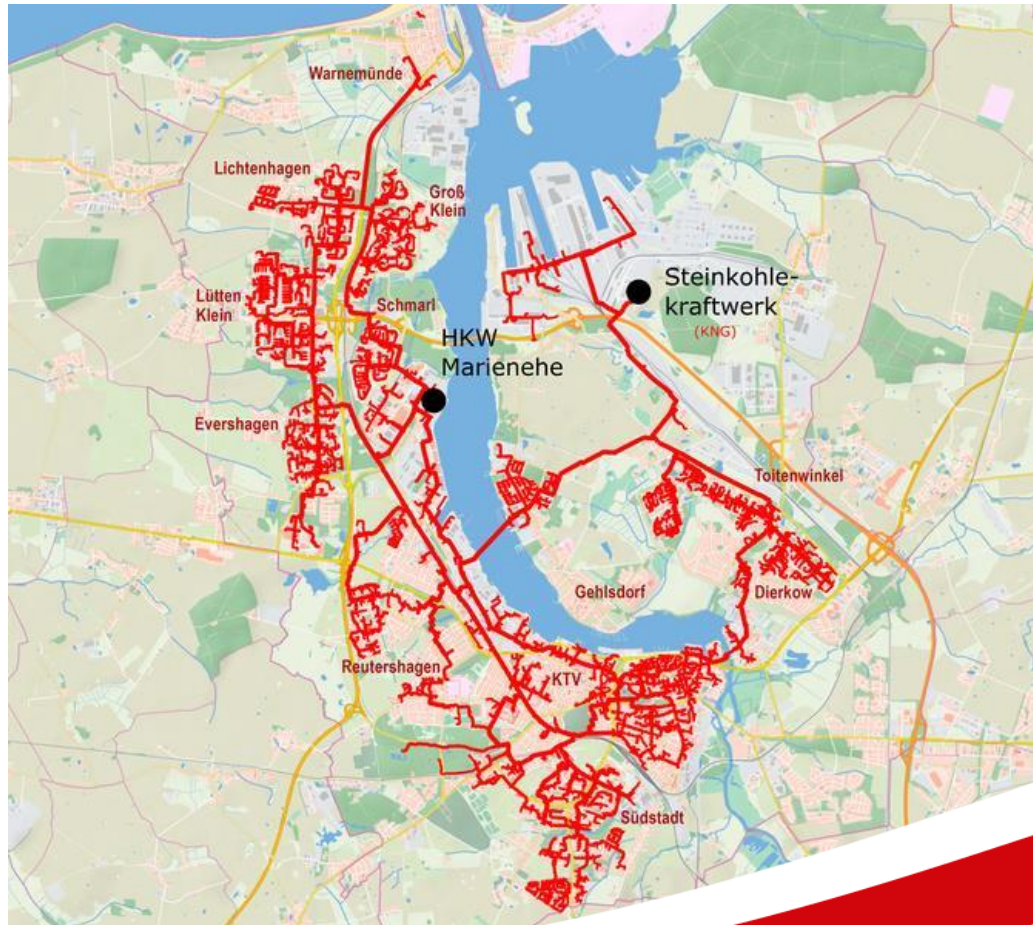 Warnemünde
Lichtenhagen
Groß
Klein
Lütten
Klein
Schmarl
Steinkohle-
kraftwerk
(KNG)
HKW
Marienehe
Evershagen
Toitenwinkel
Gehlsdorf
Dierkow
Reutershagen
KTV
Südstadt